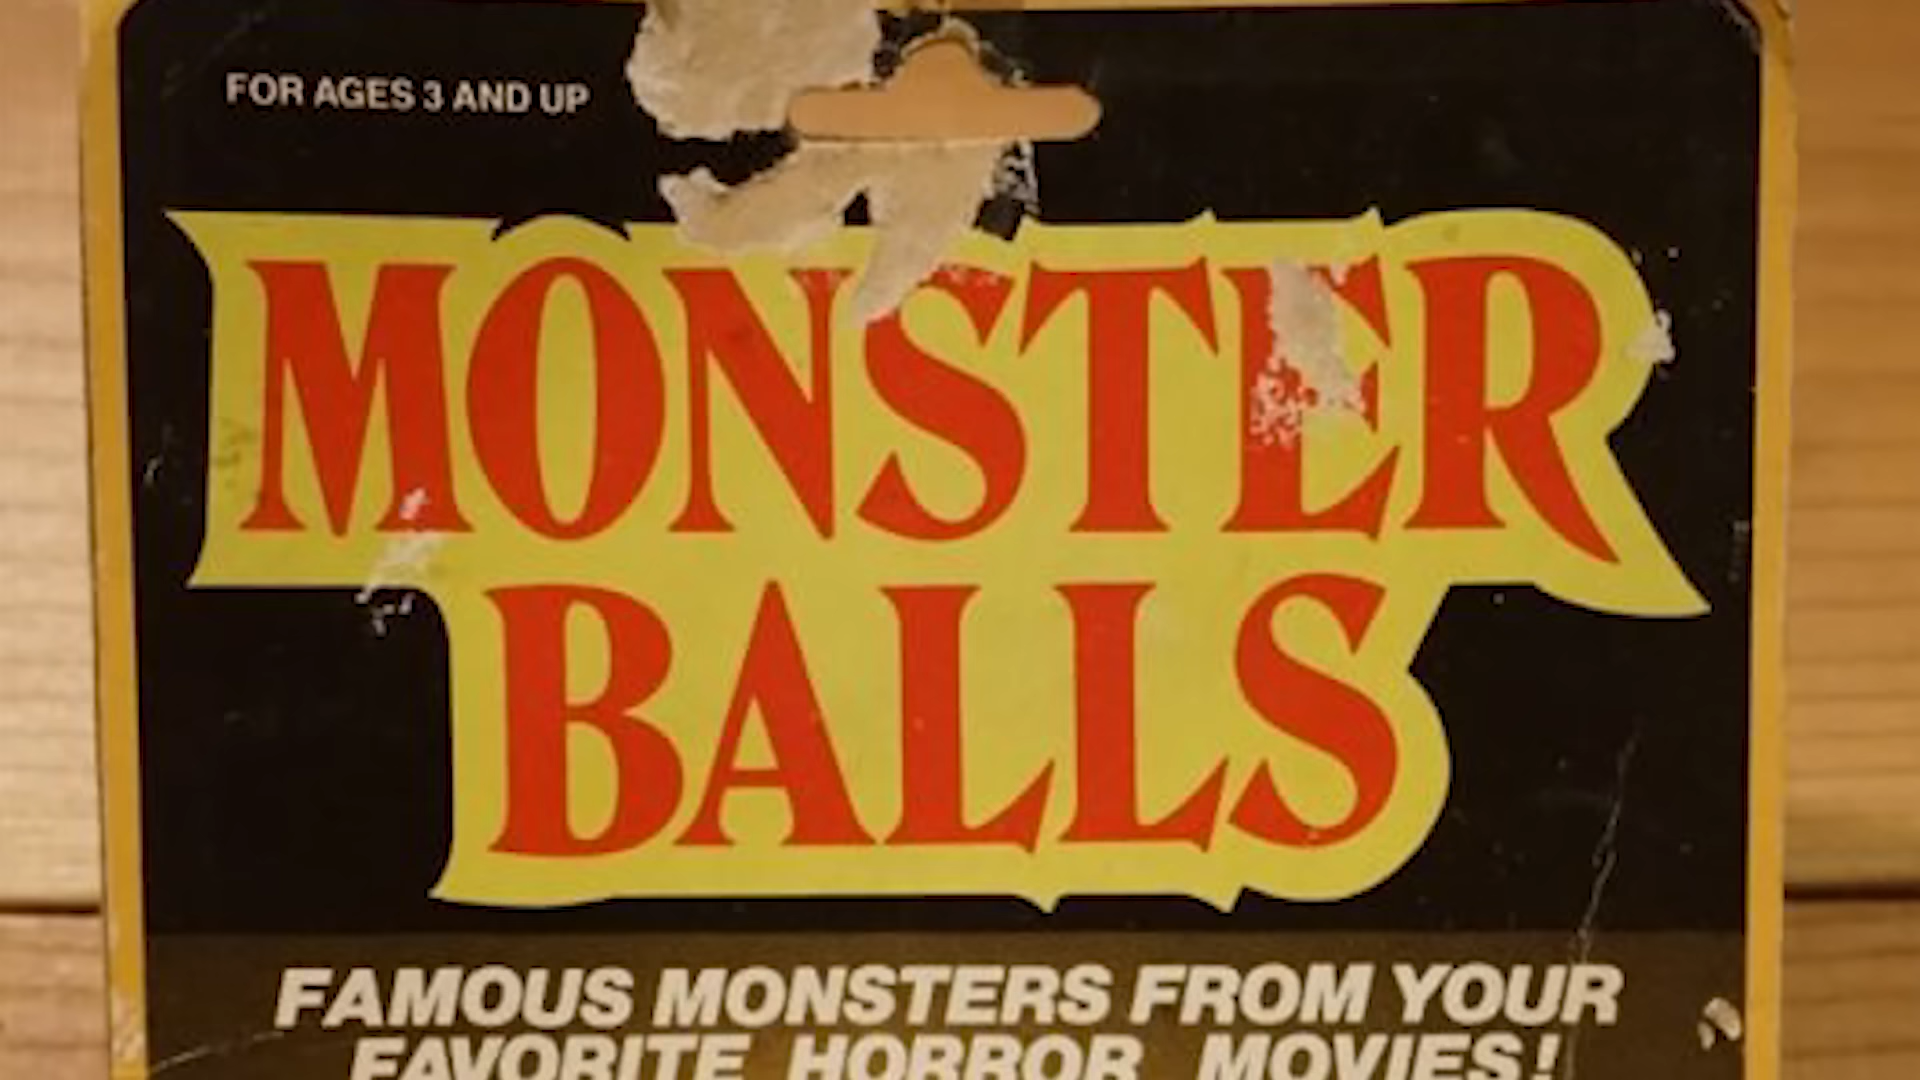 FOR AGES 3 AND UP
MONSTER
BALLS
FAMOUS MONSTERS FROM YOUR
FAVORITE HORROR MOVIES!